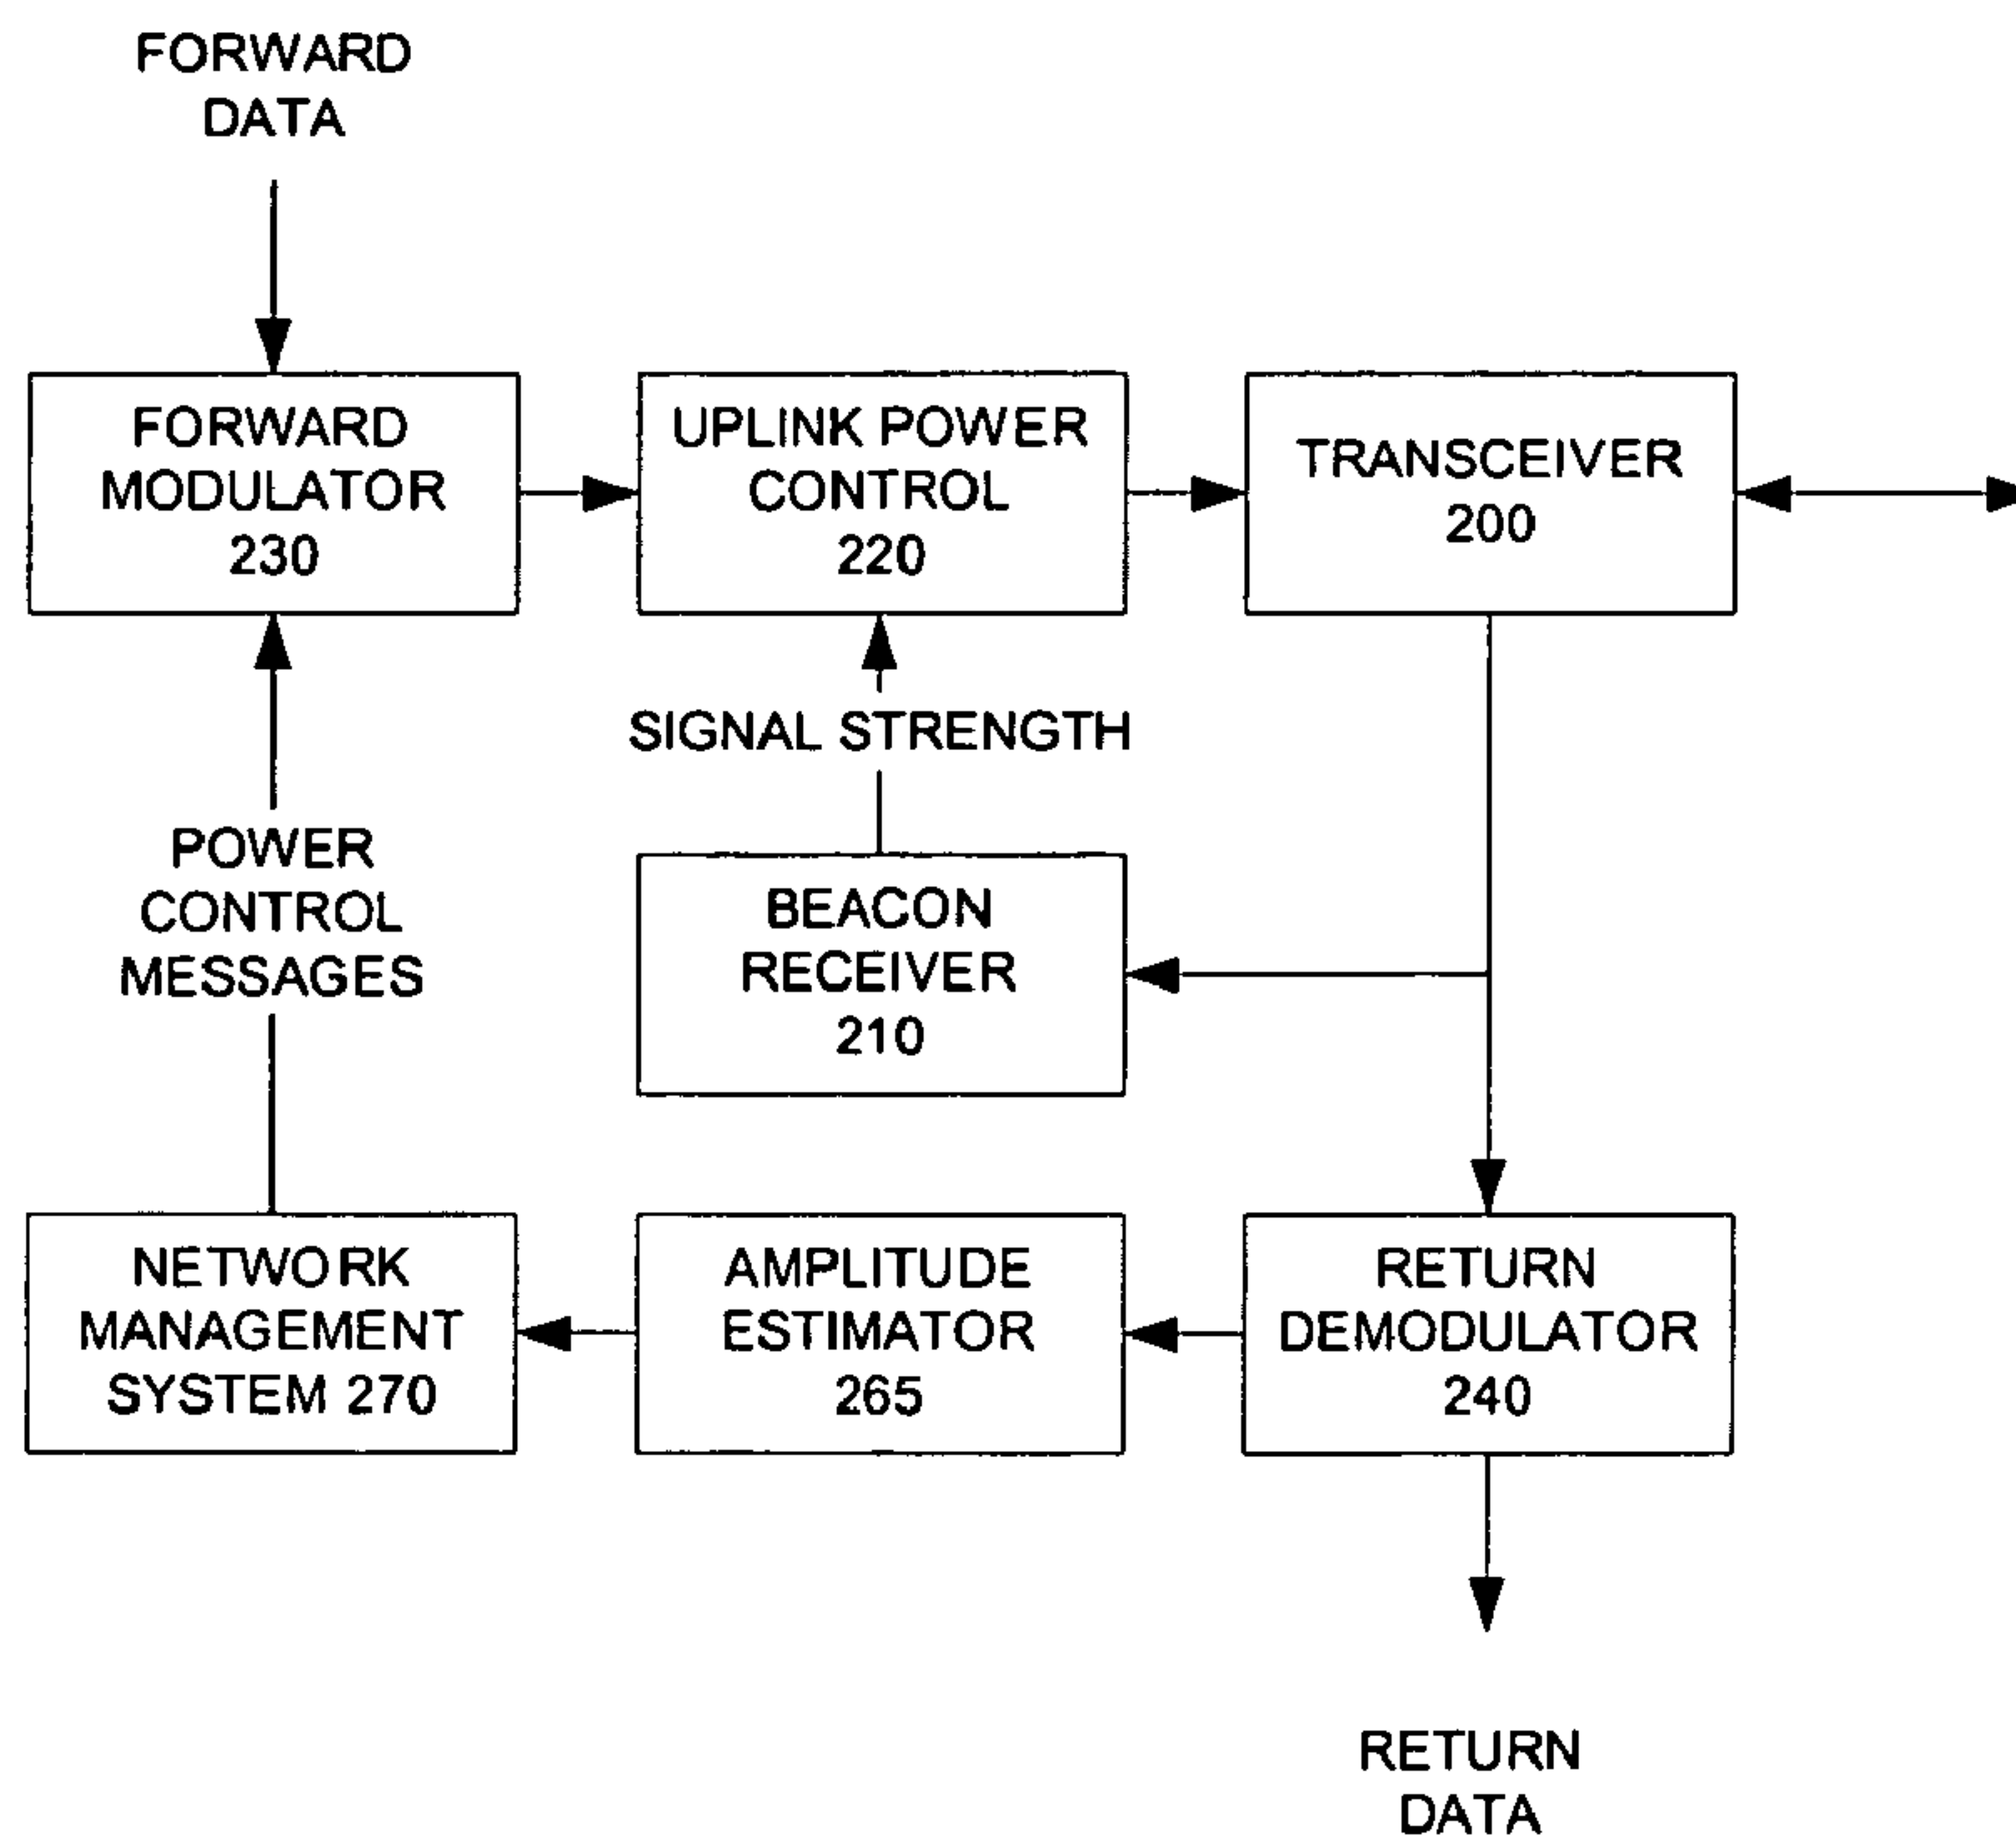 FORWARD
DATA
FORWARD
MODULATOR
230
UPLINK POWER
CONTROL
220
TRANSCEIVER
200
SIGNAL STRENGTH
POWER
CONTROL
MESSAGES
BEACON
RECEIVER
210
NETWORK
MANAGEMENT
SYSTEM 270
AMPLITUDE
ESTIMATOR
265
RETURN
DEMODULATOR
240
RETURN
DATA